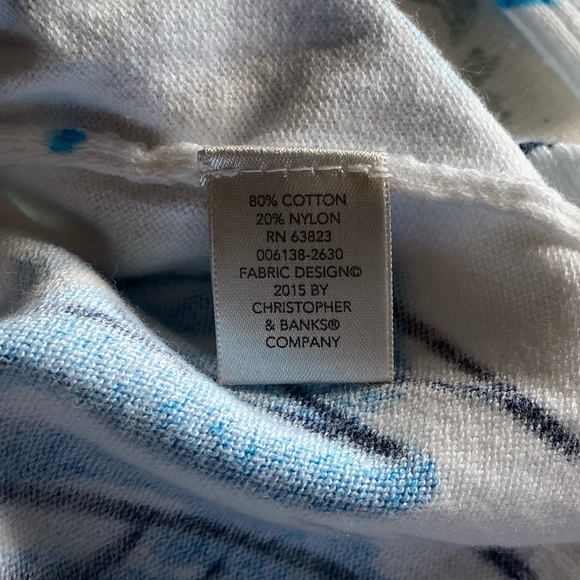 80% COTTON
20% NYLON
RN 63823
006138-2630
FABRIC DESIGN©
2015 BY
CHRISTOPHER
& BANKS®
COMPANY